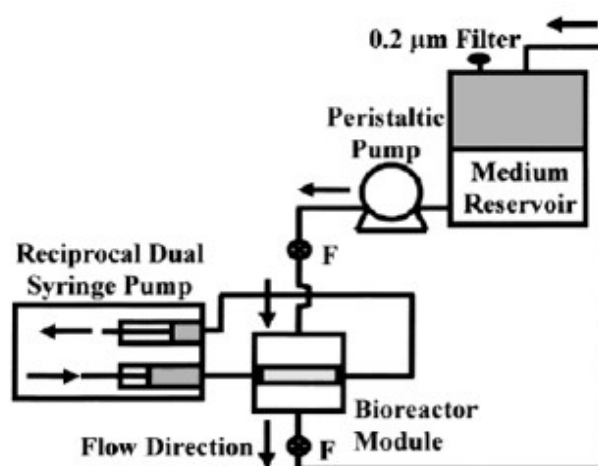 0.2 μm Filter
Peristaltic
Pump
Medium
Reservoir
F
Reciprocal Dual
Syringe Pump
Bioreactor
Module
Flow Direction
F